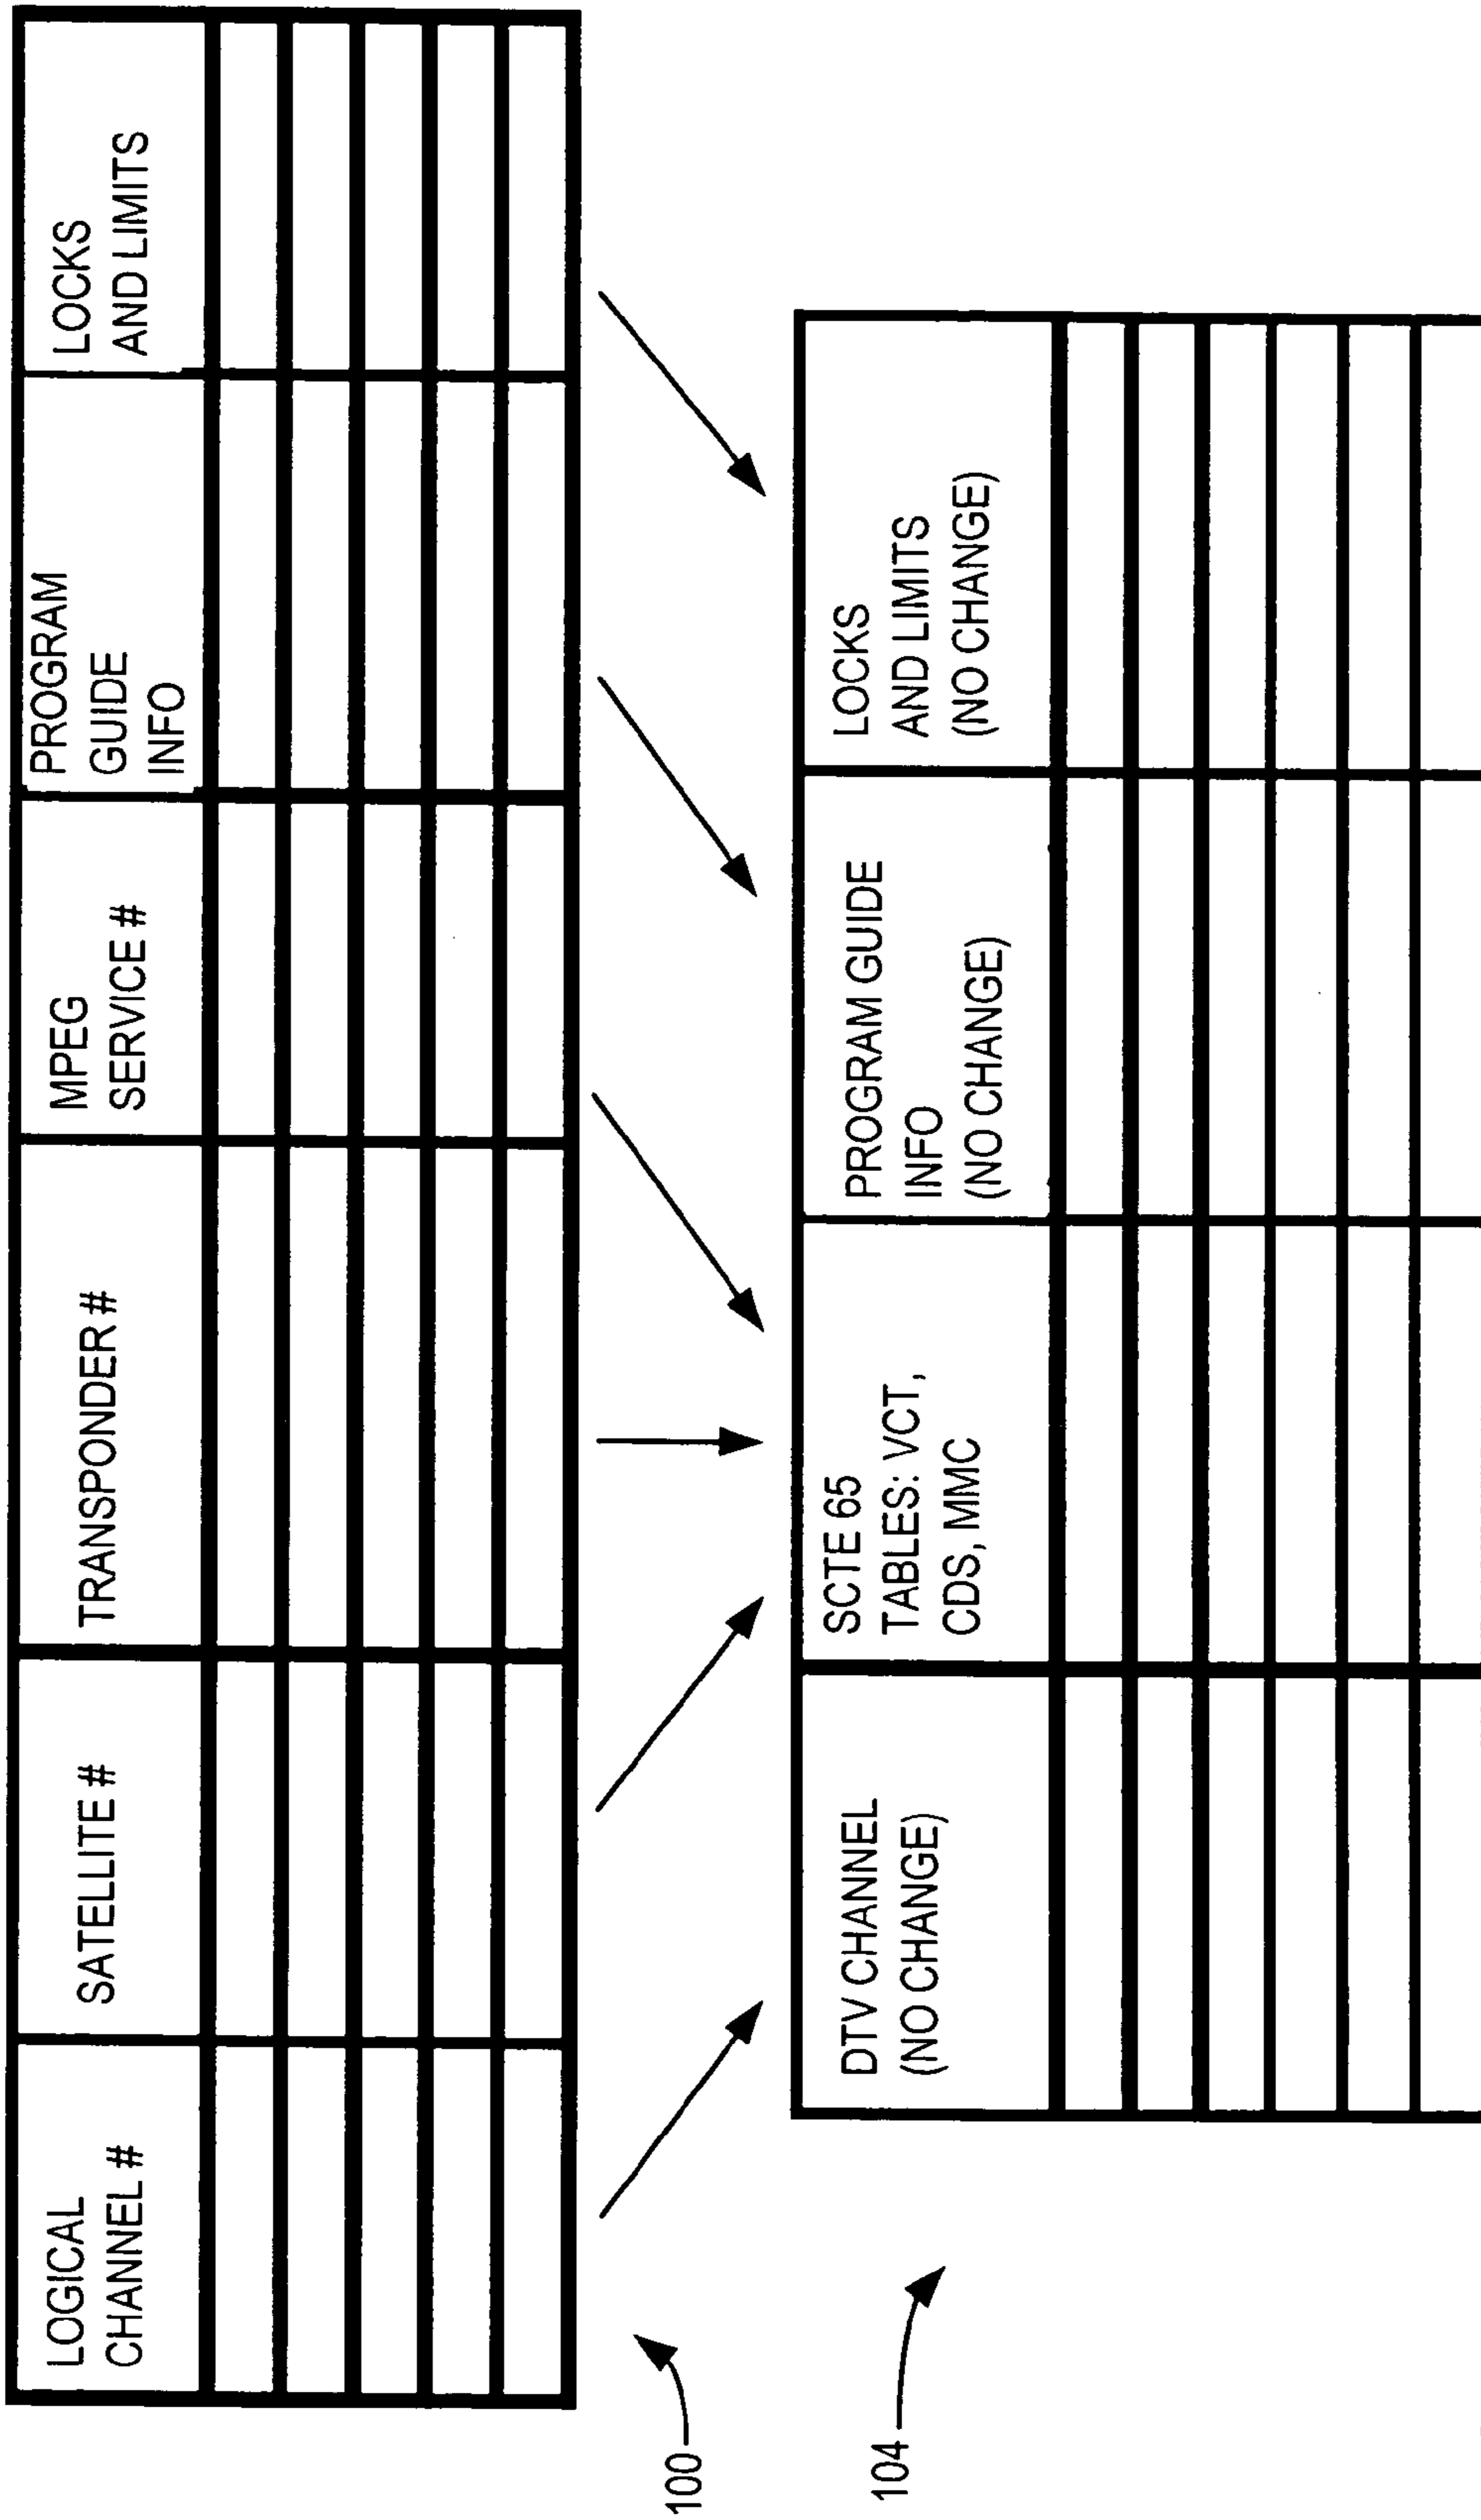 LOGICAL
CHANNEL #
SATELLITE #
TRANSPONDER #
MPEG
SERVICE #
PROGRAM
GUIDE
INFO
LOCKS
AND LIMITS
100
104
DTV CHANNEL
(NO CHANGE)
SCTE 65
TABLES: VCT,
CDS, MMC
PROGRAM GUIDE
INFO
(NO CHANGE)
LOCKS
AND LIMITS
(NO CHANGE)